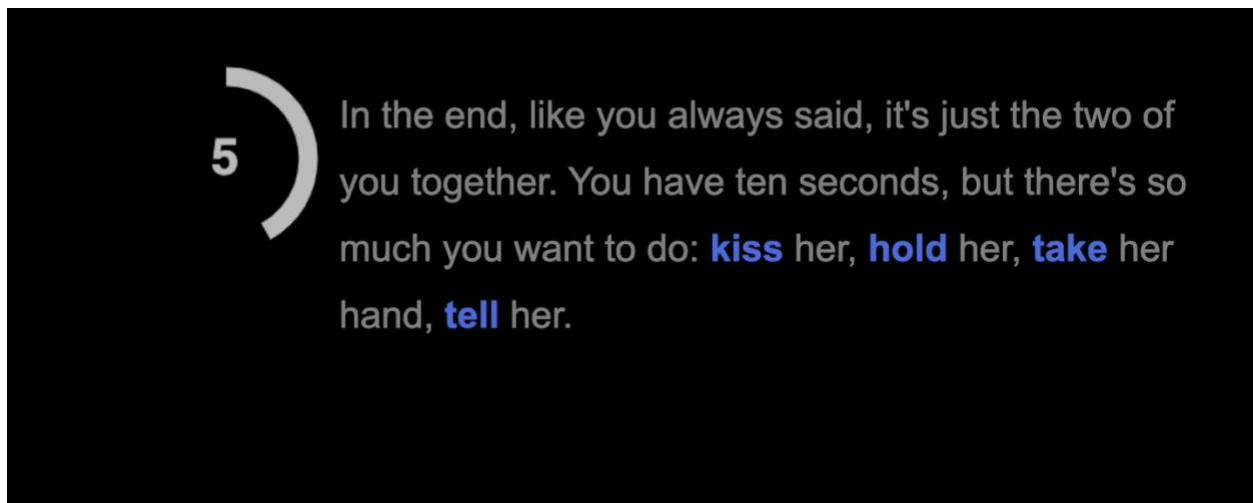 5
In the end, like you always said, it's just the two of
you together. You have ten seconds, but there's so
much you want to do: kiss her, hold her, take her
hand, tell her.